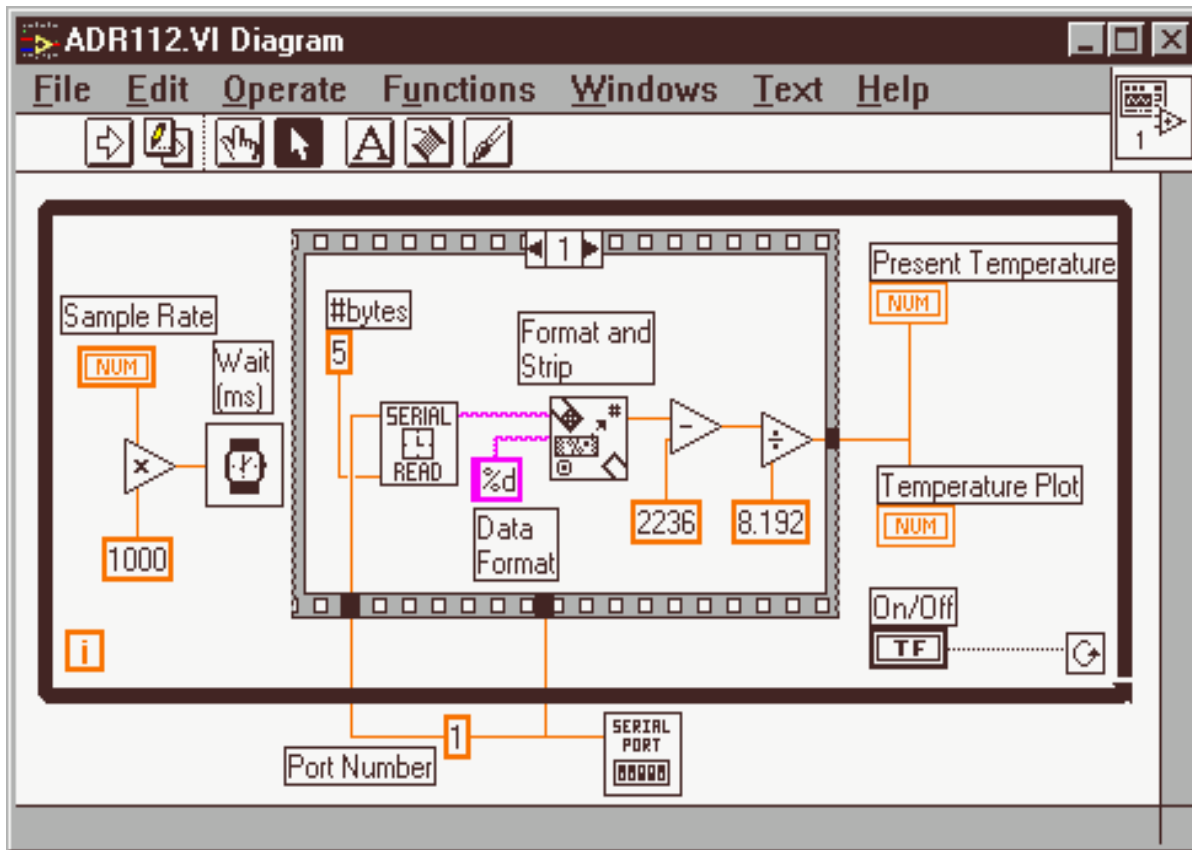 ADR112.VI Diagram
File Edit Operate Functions Windows Text Help
1
A
1
Present Temperature
NUM
Sample Rate
NUM
Wait
(ms)
#bytes
5
Format and
Strip
SERIAL
READ
#
%d
Data
Format
-
÷
2236
8.192
x
1000
Temperature Plot
NUM
On/Off
TF
i
Port Number
1
SERIAL
PORT